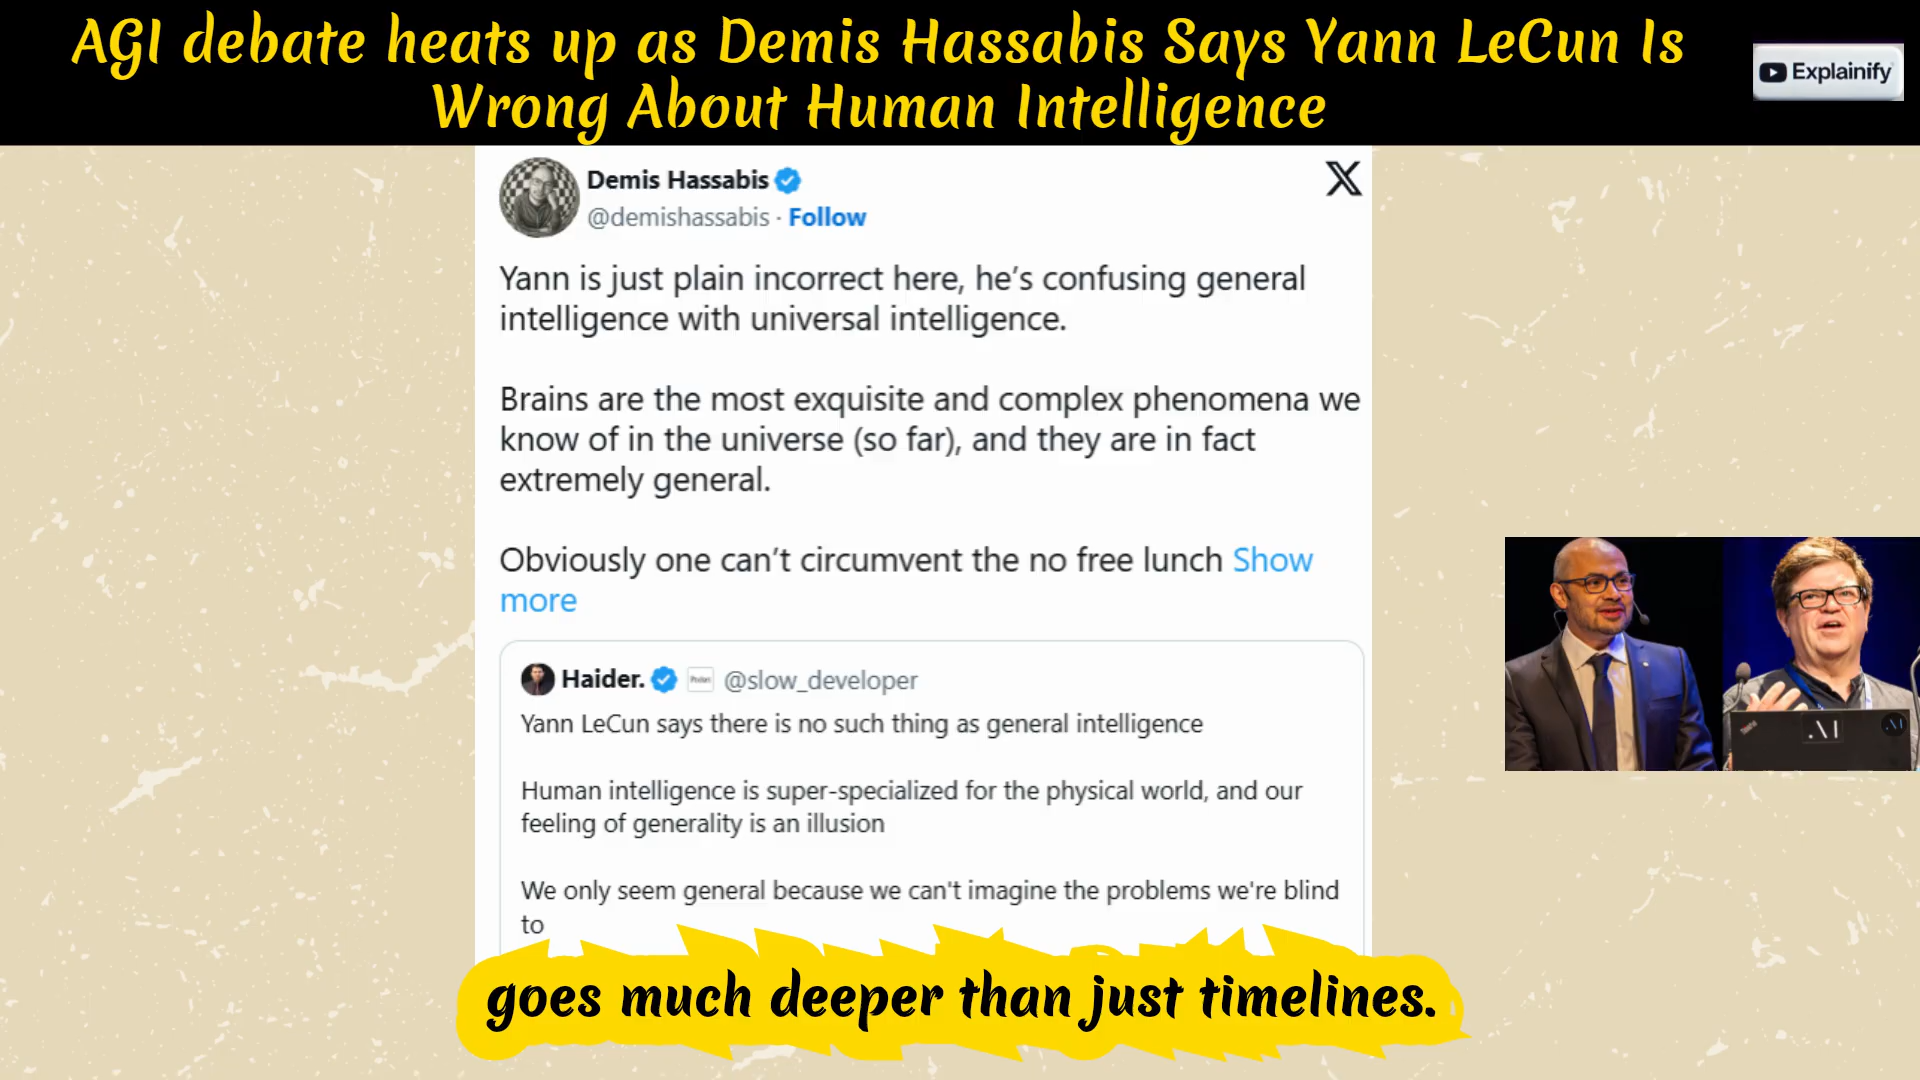 AGI debate heats up as Demis Hassabis Says Yann LeCun Is
Wrong About Human Intelligence
Explainify
Demis Hassabis
@demishassabis · Follow
Yann is just plain incorrect here, he's confusing general
intelligence with universal intelligence.
Brains are the most exquisite and complex phenomena we
know of in the universe (so far), and they are in fact
extremely general.
Obviously one can't circumvent the no free lunch Show
more
Haider. @slow_developer
Yann LeCun says there is no such thing as general intelligence
Human intelligence is super-specialized for the physical world, and our
feeling of generality is an illusion
We only seem general because we can't imagine the problems we're blind
to
AI
goes much deeper than just timelines.